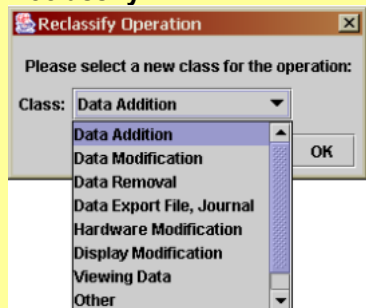 Reclassify Operation
Please select a new class for the operation:
Class: Data Addition
Data Addition
Data Modification
OK
Data Removal
Data Export File, Journal
Hardware Modification
Display Modification
Viewing Data
Other